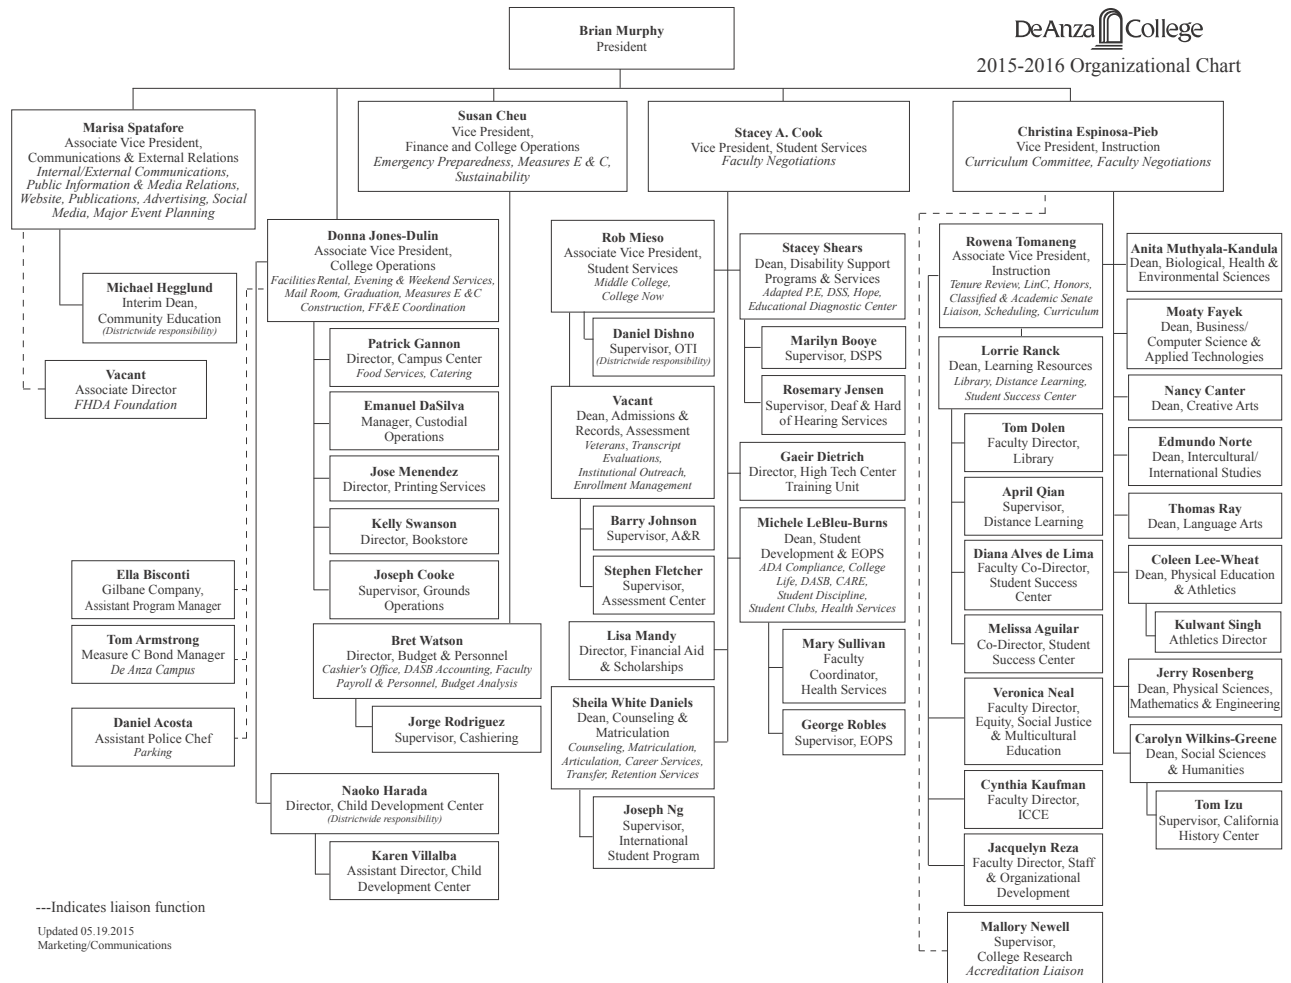 Brian Murphy
President
DeAnza College
2015-2016 Organizational Chart
Marisa Spatafore
Associate Vice President,
Communications & External Relations
Internal/External Communications,
Public Information & Media Relations,
Website, Publications, Advertising, Social
Media, Major Event Planning
Susan Cheu
Vice President,
Finance and College Operations
Emergency Preparedness, Measures E & C,
Sustainability
Stacey A. Cook
Vice President, Student Services
Faculty Negotiations
Christina Espinosa-Pieb
Vice President, Instruction
Curriculum Committee, Faculty Negotiations
Michael Hegglund
Interim Dean,
Community Education
(Districtwide responsibility)
Vacant
Associate Director
FHDA Foundation
Donna Jones-Dulin
Associate Vice President,
College Operations
Facilities Rental, Evening & Weekend Services,
Mail Room, Graduation, Measures E &C
Construction, FF&E Coordination
Patrick Gannon
Director, Campus Center
Food Services, Catering
Emanuel DaSilva
Manager, Custodial
Operations
Jose Menendez
Director, Printing Services
Kelly Swanson
Director, Bookstore
Joseph Cooke
Supervisor, Grounds
Operations
Ella Bisconti
Gilbane Company,
Assistant Program Manager
Tom Armstrong
Measure C Bond Manager
De Anza Campus
Daniel Acosta
Assistant Police Chef
Parking
Bret Watson
Director, Budget & Personnel
Cashier's Office, DASB Accounting, Faculty
Payroll & Personnel, Budget Analysis
Jorge Rodriguez
Supervisor, Cashiering
Naoko Harada
Director, Child Development Center
(Districtwide responsibility)
Karen Villalba
Assistant Director, Child
Development Center
Rob Mieso
Associate Vice President,
Student Services
Middle College,
College Now
Daniel Dishno
Supervisor, OTI
(Districtwide responsibility)
Vacant
Dean, Admissions &
Records, Assessment
Veterans, Transcript
Evaluations,
Institutional Outreach,
Enrollment Management
Barry Johnson
Supervisor, A&R
Stephen Fletcher
Supervisor,
Assessment Center
Lisa Mandy
Director, Financial Aid
& Scholarships
Sheila White Daniels
Dean, Counseling &
Matriculation
Counseling, Matriculation,
Articulation, Career Services,
Transfer, Retention Services
Joseph Ng
Supervisor,
International
Student Program
Stacey Shears
Dean, Disability Support
Programs & Services
Adapted P.E, DSS, Hope,
Educational Diagnostic Center
Marilyn Booye
Supervisor, DSPS
Rosemary Jensen
Supervisor, Deaf & Hard
of Hearing Services
Gaeir Dietrich
Director, High Tech Center
Training Unit
Michele LeBleu-Burns
Dean, Student
Development & EOPS
ADA Compliance, College
Life, DASB, CARE,
Student Discipline,
Student Clubs, Health Services
Mary Sullivan
Faculty
Coordinator,
Health Services
George Robles
Supervisor, EOPS
Rowena Tomaneng
Associate Vice President,
Instruction
Tenure Review, LinC, Honors,
Classified & Academic Senate
Liaison, Scheduling, Curriculum
Lorrie Ranck
Dean, Learning Resources
Library, Distance Learning,
Student Success Center
Tom Dolen
Faculty Director,
Library
April Qian
Supervisor,
Distance Learning
Diana Alves de Lima
Faculty Co-Director,
Student Success
Center
Melissa Aguilar
Co-Director, Student
Success Center
Veronica Neal
Faculty Director,
Equity, Social Justice
& Multicultural
Education
Cynthia Kaufman
Faculty Director,
ICCE
Jacquelyn Reza
Faculty Director, Staff
& Organizational
Development
Mallory Newell
Supervisor,
College Research
Accreditation Liaison
Anita Muthyala-Kandula
Dean, Biological, Health &
Environmental Sciences
Moaty Fayek
Dean, Business/
Computer Science &
Applied Technologies
Nancy Canter
Dean, Creative Arts
Edmundo Norte
Dean, Intercultural/
International Studies
Thomas Ray
Dean, Language Arts
Coleen Lee-Wheat
Dean, Physical Education
& Athletics
Kulwant Singh
Athletics Director
Jerry Rosenberg
Dean, Physical Sciences,
Mathematics & Engineering
Carolyn Wilkins-Greene
Dean, Social Sciences
& Humanities
Tom Izu
Supervisor, California
History Center
---Indicates liaison function
Updated 05.19.2015
Marketing/Communications